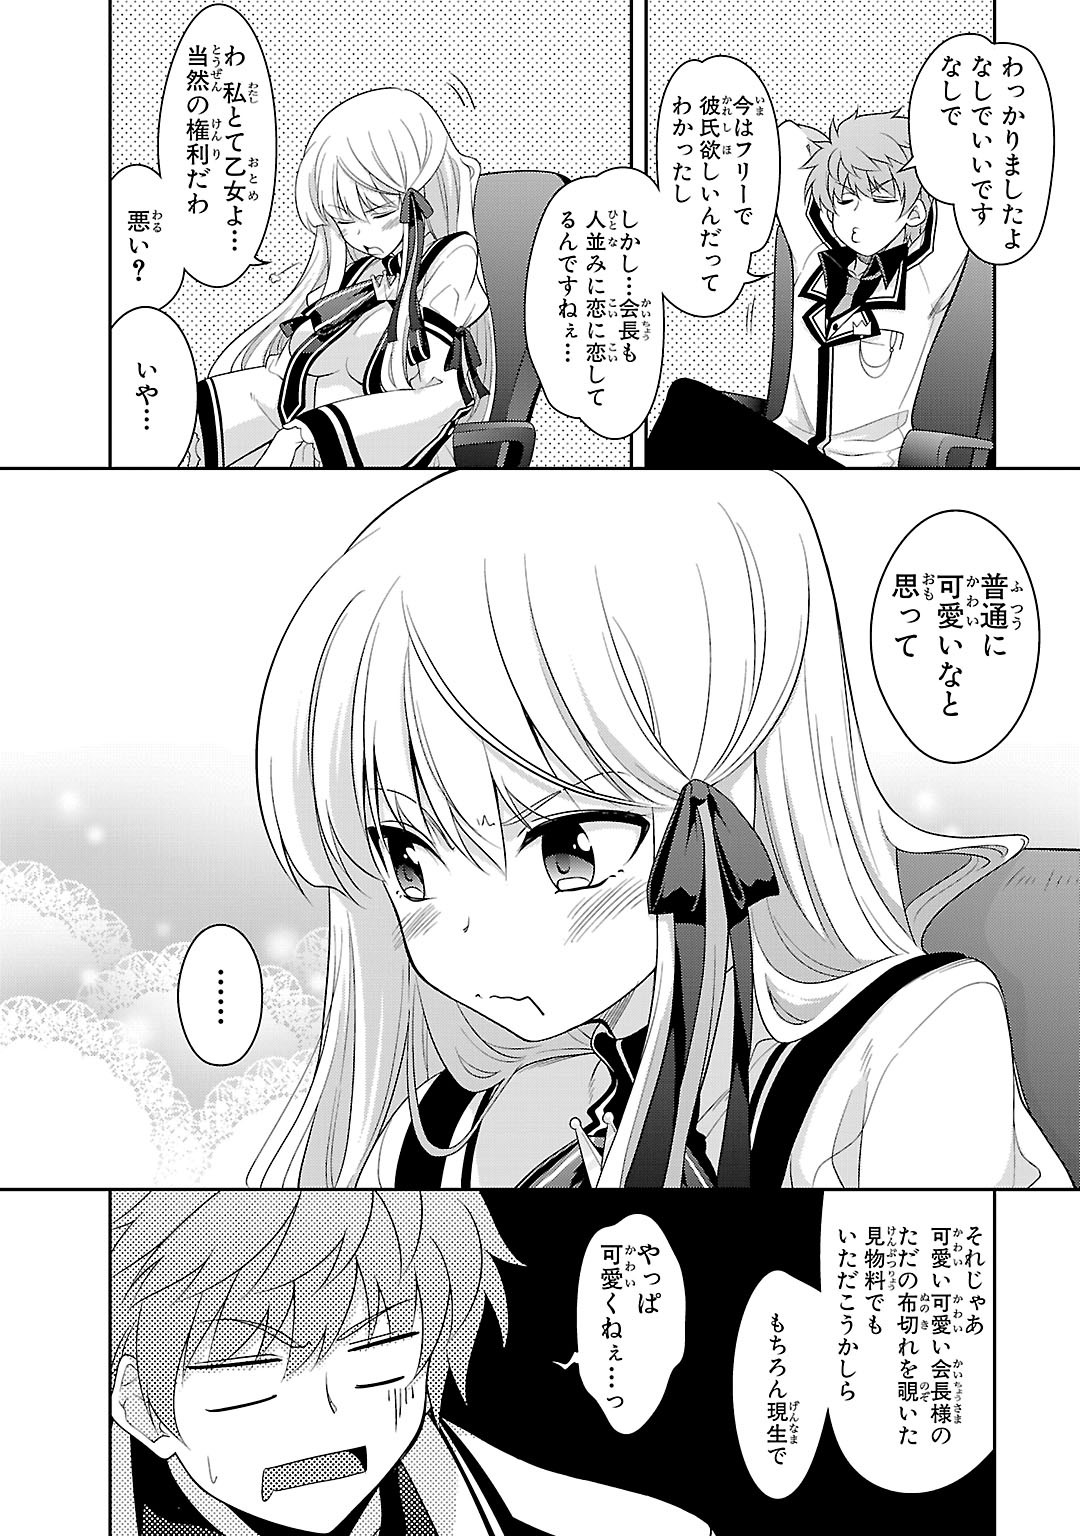 わっかりましたよ
なしでいいです
なしで
今はフリーで
彼氏欲しいんだって
わかったし
しかし…会長も
人並みに恋に恋して
るんですねぇ…
わ 私とて乙女よ…
当然の権利だわ
悪い？
いや…
普通に
可愛いなと
思って
……
それじゃあ
可愛い可愛い会長様の
ただの布切れを覗いた
見物料でも
いただこうかしら
もちろん現生で
やっぱ
可愛くねぇ…っ